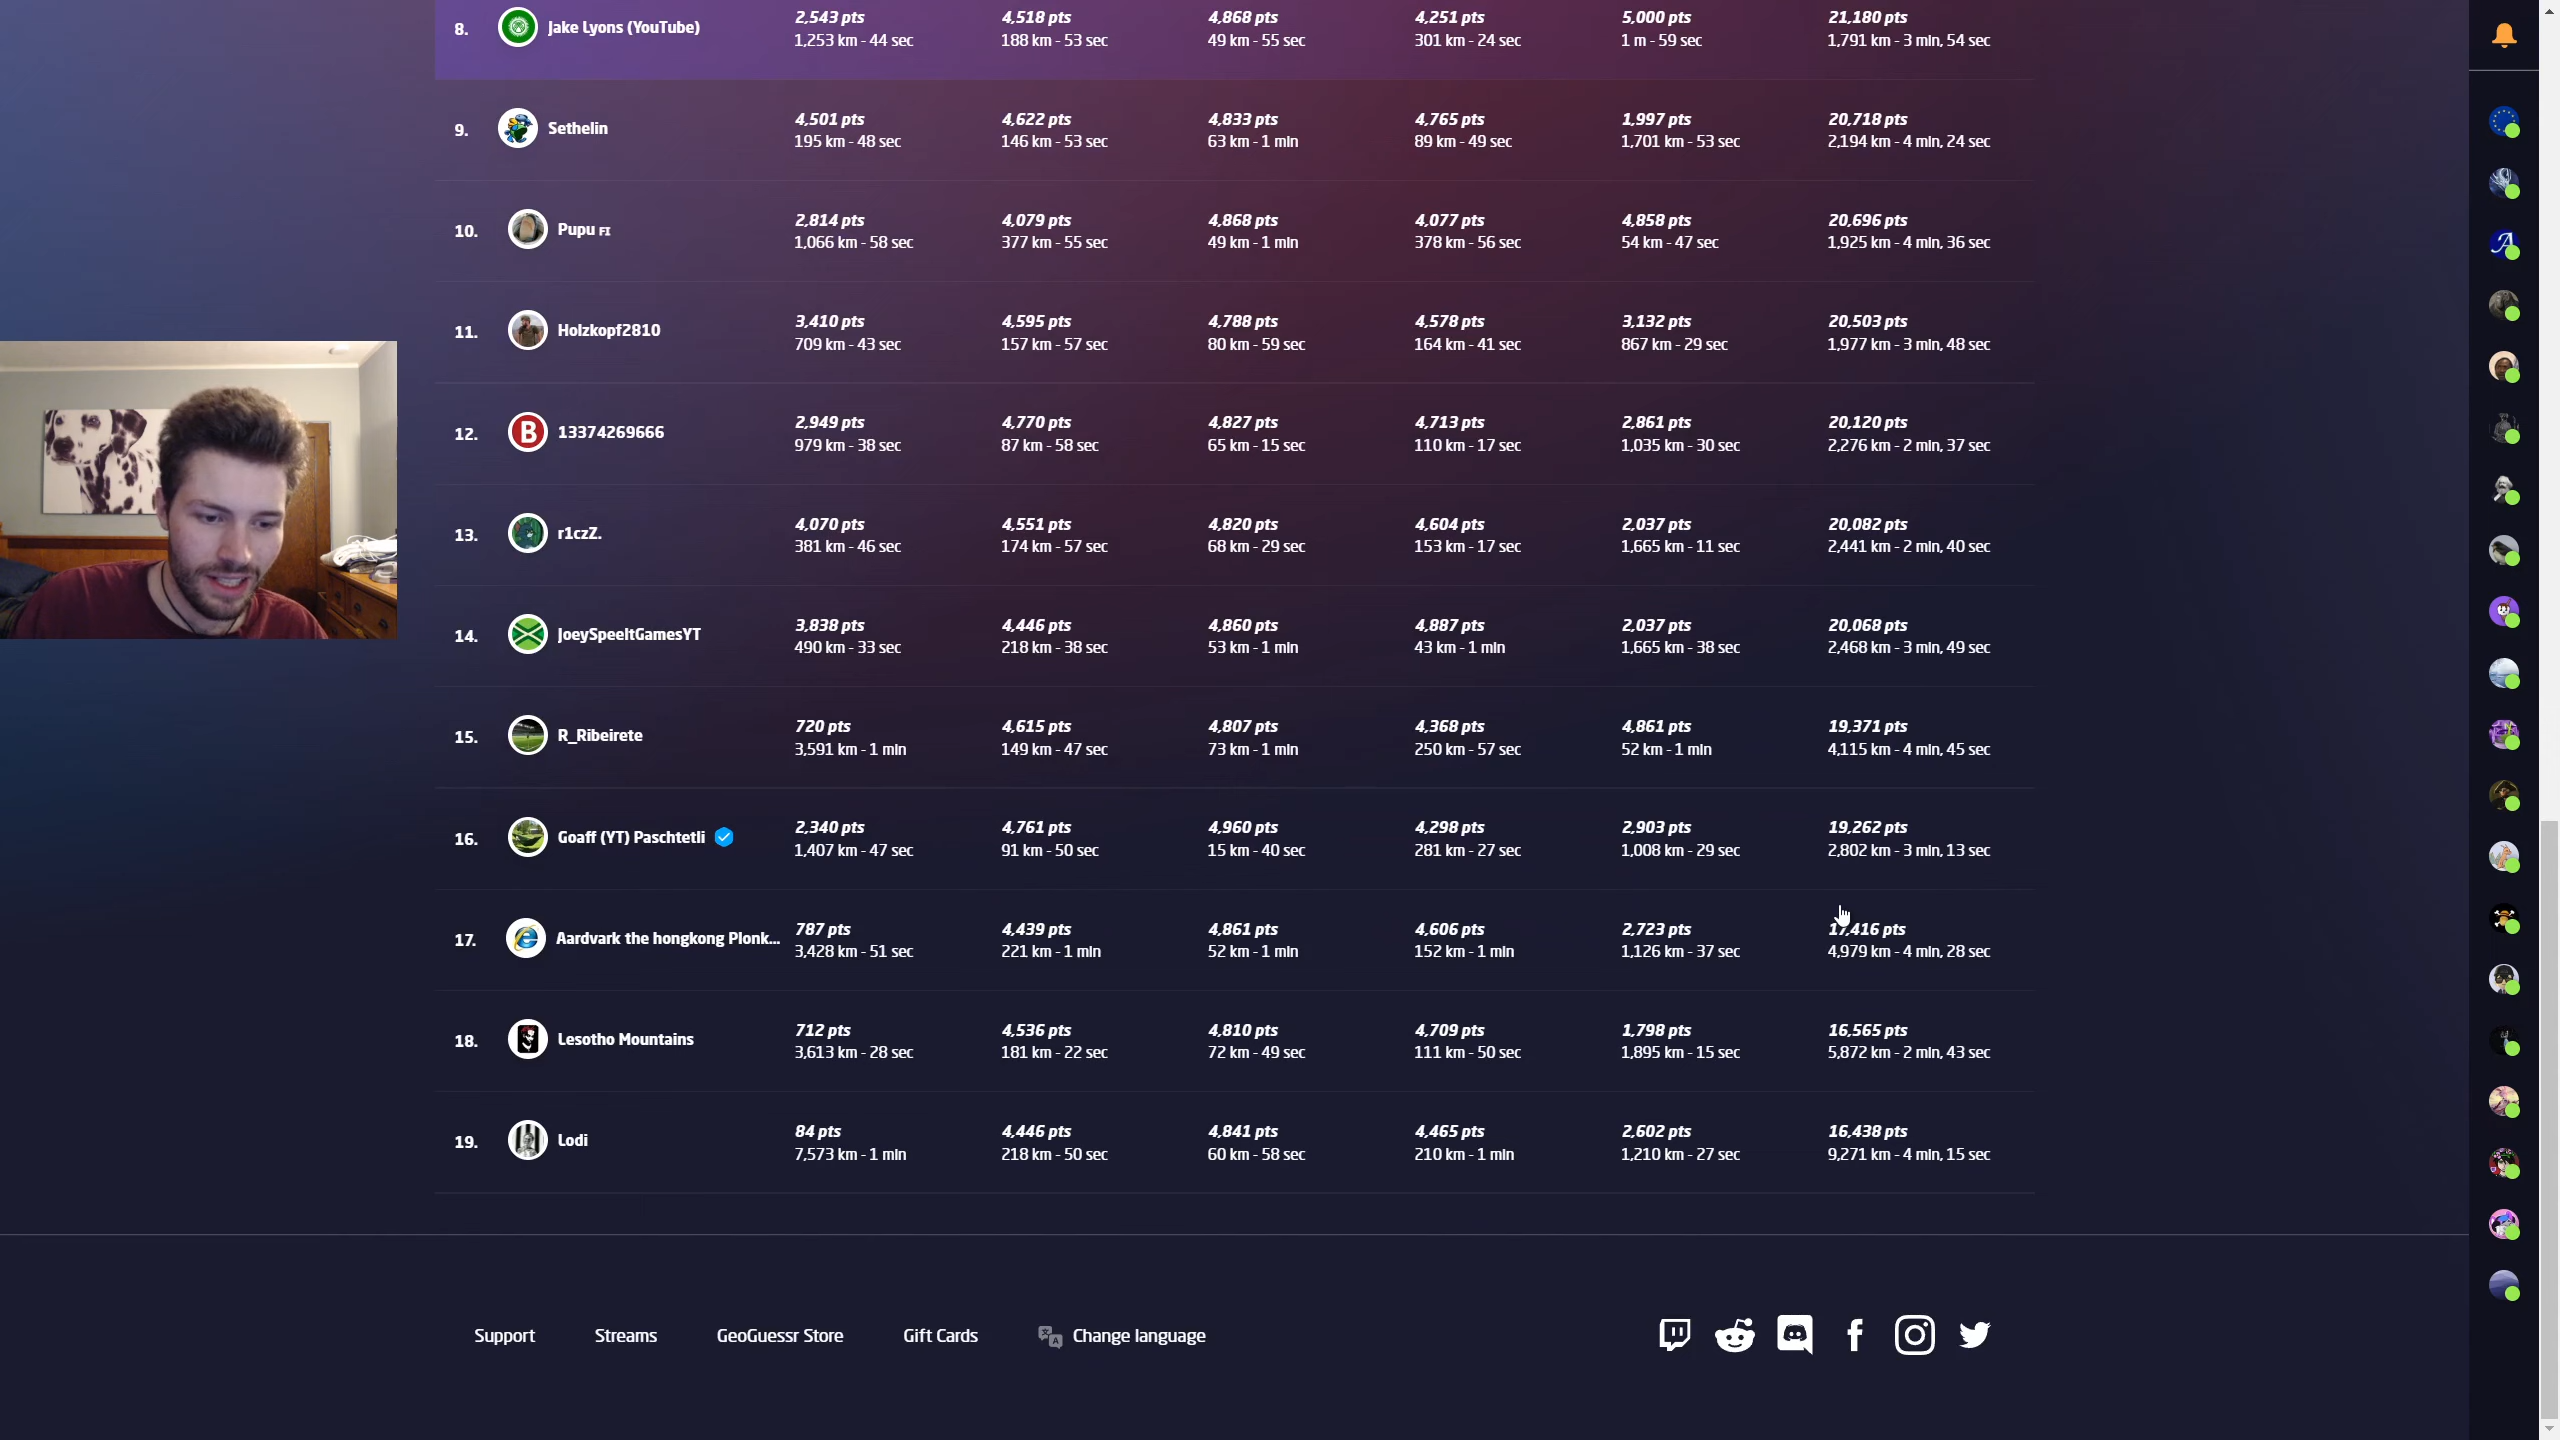 8. Jake Lyons (YouTube) 2,543 pts 4,518 pts 4,868 pts 4,251 pts 5,000 pts 21,180 pts
1,253 km - 44 sec 188 km - 53 sec 49 km - 55 sec 301 km - 24 sec 1 m - 59 sec 1,791 km - 3 min, 54 sec
9. Sethelin 4,501 pts 4,622 pts 4,833 pts 4,765 pts 1,997 pts 20,718 pts
195 km - 48 sec 146 km - 53 sec 63 km - 1 min 89 km - 49 sec 1,701 km - 53 sec 2,194 km - 4 min, 24 sec
10. Pupu FI 2,814 pts 4,079 pts 4,868 pts 4,077 pts 4,858 pts 20,696 pts
1,066 km - 58 sec 377 km - 55 sec 49 km - 1 min 378 km - 56 sec 54 km - 47 sec 1,925 km - 4 min, 36 sec
11. Holzkopf2810 3,410 pts 4,595 pts 4,788 pts 4,578 pts 3,132 pts 20,503 pts
709 km - 43 sec 157 km - 57 sec 80 km - 59 sec 164 km - 41 sec 867 km - 29 sec 1,977 km - 3 min, 48 sec
12. B 13374269666 2,949 pts 4,770 pts 4,827 pts 4,713 pts 2,861 pts 20,120 pts
979 km - 38 sec 87 km - 58 sec 65 km - 15 sec 110 km - 17 sec 1,035 km - 30 sec 2,276 km - 2 min, 37 sec
13. r1czZ. 4,070 pts 4,551 pts 4,820 pts 4,604 pts 2,037 pts 20,082 pts
381 km - 46 sec 174 km - 57 sec 68 km - 29 sec 153 km - 17 sec 1,665 km - 11 sec 2,441 km - 2 min, 40 sec
14. JoeySpeeltGamesYT 3,838 pts 4,446 pts 4,860 pts 4,887 pts 2,037 pts 20,068 pts
490 km - 33 sec 218 km - 38 sec 53 km - 1 min 43 km - 1 min 1,665 km - 38 sec 2,468 km - 3 min, 49 sec
15. R_Ribeirete 720 pts 4,615 pts 4,807 pts 4,368 pts 4,861 pts 19,371 pts
3,591 km - 1 min 149 km - 47 sec 73 km - 1 min 250 km - 57 sec 52 km - 1 min 4,115 km - 4 min, 45 sec
16. Goaff (YT) Paschtetli 2,340 pts 4,761 pts 4,960 pts 4,298 pts 2,903 pts 19,262 pts
1,407 km - 47 sec 91 km - 50 sec 15 km - 40 sec 281 km - 27 sec 1,008 km - 29 sec 2,802 km - 3 min, 13 sec
17. Aardvark the hongkong Plonk... 787 pts 4,439 pts 4,861 pts 4,606 pts 2,723 pts 17,416 pts
3,428 km - 51 sec 221 km - 1 min 52 km - 1 min 152 km - 1 min 1,126 km - 37 sec 4,979 km - 4 min, 28 sec
18. Lesotho Mountains 712 pts 4,536 pts 4,810 pts 4,709 pts 1,798 pts 16,565 pts
3,613 km - 28 sec 181 km - 22 sec 72 km - 49 sec 111 km - 50 sec 1,895 km - 15 sec 5,872 km - 2 min, 43 sec
19. Lodi 84 pts 4,446 pts 4,841 pts 4,465 pts 2,602 pts 16,438 pts
7,573 km - 1 min 218 km - 50 sec 60 km - 58 sec 210 km - 1 min 1,210 km - 27 sec 9,271 km - 4 min, 15 sec
Support Streams GeoGuessr Store Gift Cards Change language